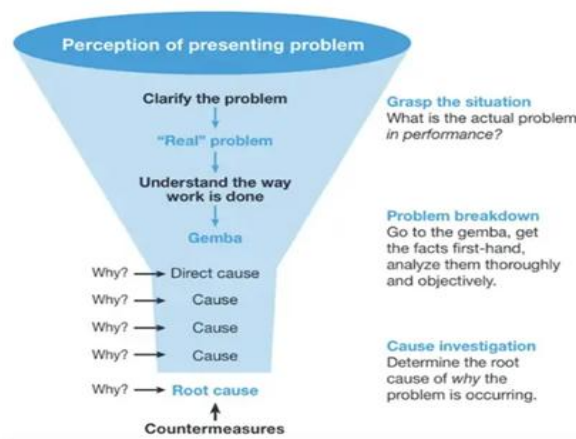 Perception of presenting problem
Clarify the problem
"Real" problem
Understand the way
work is done
Gemba
Why?
Direct cause
Why?
Cause
Why?
Cause
Why?
Cause
Why?
Root cause
Countermeasures
Grasp the situation
What is the actual problem
in performance?
Problem breakdown
Go to the gemba, get
the facts first-hand,
analyze them thoroughly
and objectively.
Cause investigation
Determine the root
cause of why the
problem is occurring.